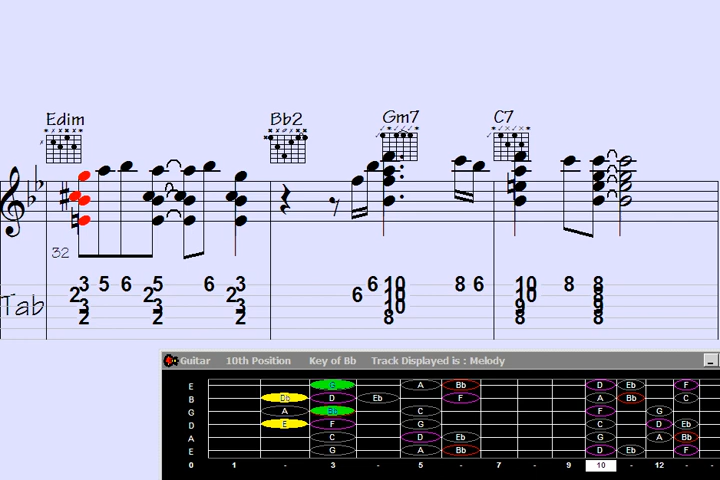 Edim Bb2 Gm7 C7
32
3 5 6 5 6 3 6 10 8 6 10 8 8
2 2 2 6 10 10 8
3 3 3 10 9 9
2 2 2 8 8 8
Tab
Guitar 10th Position Key of Bb Track Displayed is : Melody
E G A Bb D Eb F
B Db D Eb F A Bb C
G A Bb C F G
D E F G C D Eb
A C D Eb G A Bb
E G A Bb D Eb F
0 1 - 3 - 5 - 7 - 9 10 - 12 - -